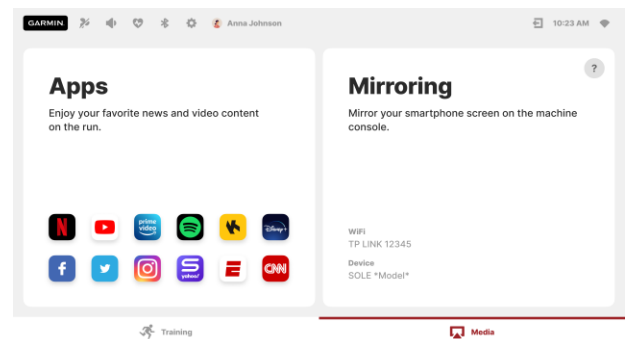 GARMIN
Anna Johnson
10:23 AM
Apps
Enjoy your favorite news and video content
on the run.
prime
video
Disney+
yahoo!
CNN
Mirroring
?
Mirror your smartphone screen on the machine
console.
WiFi
TP LINK 12345
Device
SOLE *Model*
Training
Media